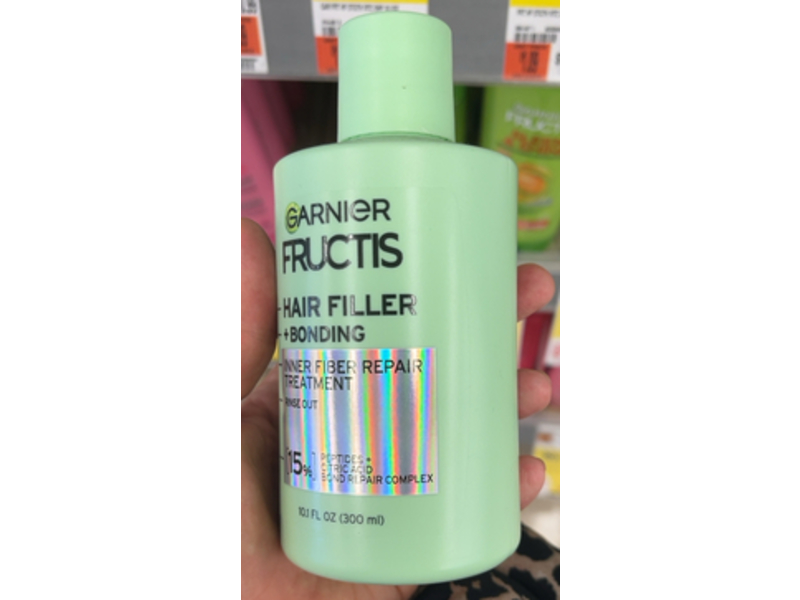 GARNIER
FRUCTIS
HAIR FILLER
+BONDING
INNER FIBER REPAIR
TREATMENT
RINSE OUT
[15%]
PEPTIDES +
CITRIC ACID
BOND REPAIR COMPLEX
10.1 FL OZ (300 ml)